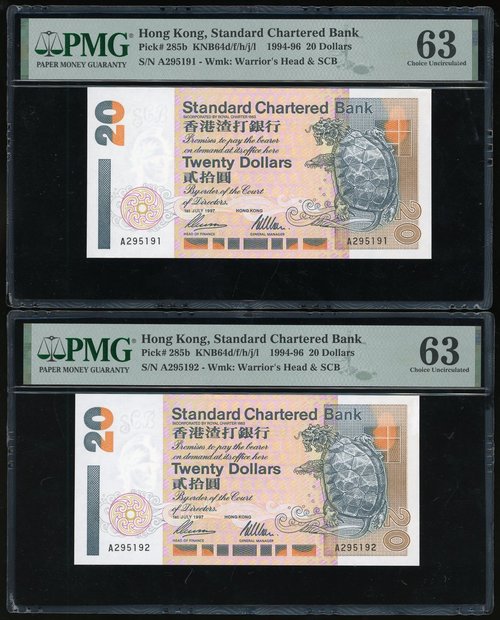 PMG
PAPER MONEY GUARANTY
Hong Kong, Standard Chartered Bank
Pick# 285b KNB64d/f/h/j/l 1994-96 20 Dollars
S/N A295191 - Wmk: Warrior's Head & SCB
63
Choice Uncirculated
20
Standard Chartered Bank
INCORPORATED BY ROYAL CHARTER 1853
香港渣打銀行
Promises to pay the bearer
on demand at its office here
Twenty Dollars
貳拾圓
By order of the Court
of Directors.
1st JULY 1997 HONG KONG
HEAD OF FINANCE GENERAL MANAGER
A295191 A295191
20
PMG
PAPER MONEY GUARANTY
Hong Kong, Standard Chartered Bank
Pick# 285b KNB64d/f/h/j/l 1994-96 20 Dollars
S/N A295192 - Wmk: Warrior's Head & SCB
63
Choice Uncirculated
20
Standard Chartered Bank
INCORPORATED BY ROYAL CHARTER 1853
香港渣打銀行
Promises to pay the bearer
on demand at its office here
Twenty Dollars
貳拾圓
By order of the Court
of Directors.
1st JULY 1997 HONG KONG
HEAD OF FINANCE GENERAL MANAGER
A295192 A295192
20